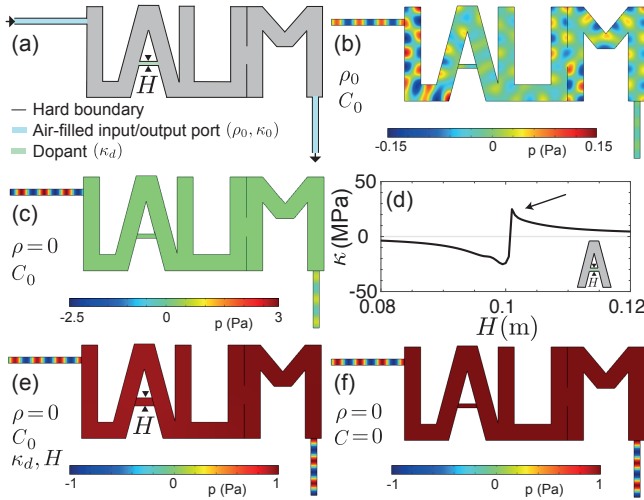 (a)
H
— Hard boundary
Air-filled input/output port (ρ₀, κ₀)
Dopant (κ_d)
(b)
ρ₀
C₀
-0.15 0 0.15
p (Pa)
(c)
ρ=0
C₀
-2.5 0 3
p (Pa)
(d)
50
0
-50
κ (MPa)
0.08 0.1 0.12
H (m)
H
(e)
H
ρ=0
C₀
κ_d, H
-1 0 1
p (Pa)
(f)
ρ=0
C=0
-1 0 1
p (Pa)